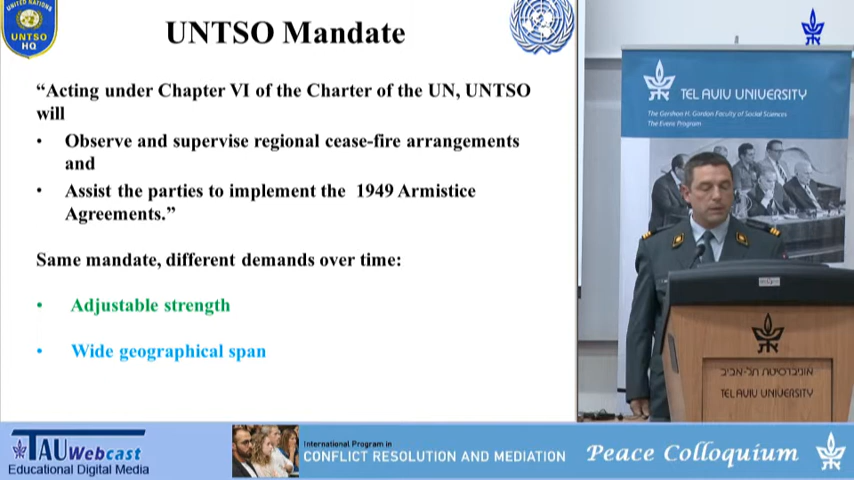 UNITED NATIONS
UNTSO
HQ
UNTSO Mandate
“Acting under Chapter VI of the Charter of the UN, UNTSO
will
• Observe and supervise regional cease-fire arrangements
and
• Assist the parties to implement the 1949 Armistice
Agreements.”
Same mandate, different demands over time:
• Adjustable strength
• Wide geographical span
TEL AVIV UNIVERSITY
The Gershon H. Gordon Faculty of Social Sciences
The Evens Program
אוניברסיטת תל-אביב
TEL AVIV UNIVERSITY
TAU Webcast
Educational Digital Media
International Program in
CONFLICT RESOLUTION AND MEDIATION
Peace Colloquium